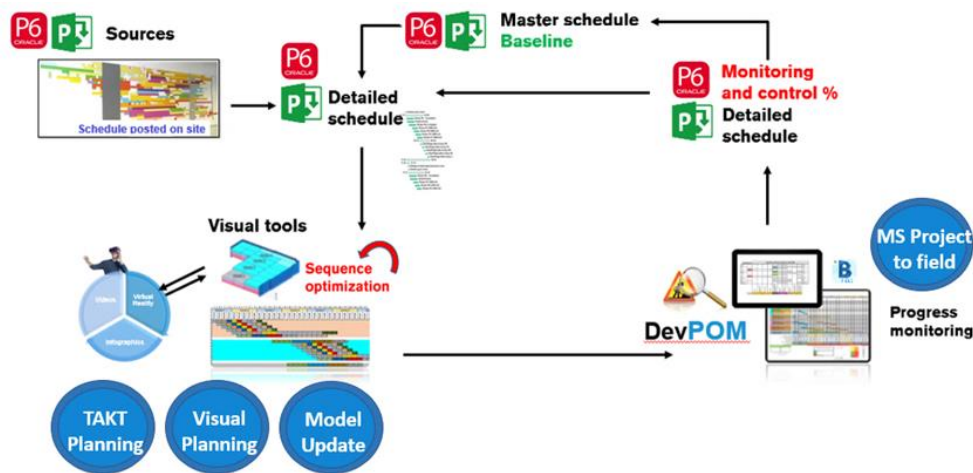 P6
ORACLE
P
Sources
Schedule posted on site
P6
ORACLE
P
Detailed
schedule
P6
ORACLE
P
Master schedule
Baseline
P6
ORACLE
P
Monitoring
and control %
Detailed
schedule
Visual tools
Sequence
optimization
Videos
Virtual
Reality
Infographics
TAKT
Planning
Visual
Planning
Model
Update
DevPOM
B
MS Project
to field
Progress
monitoring